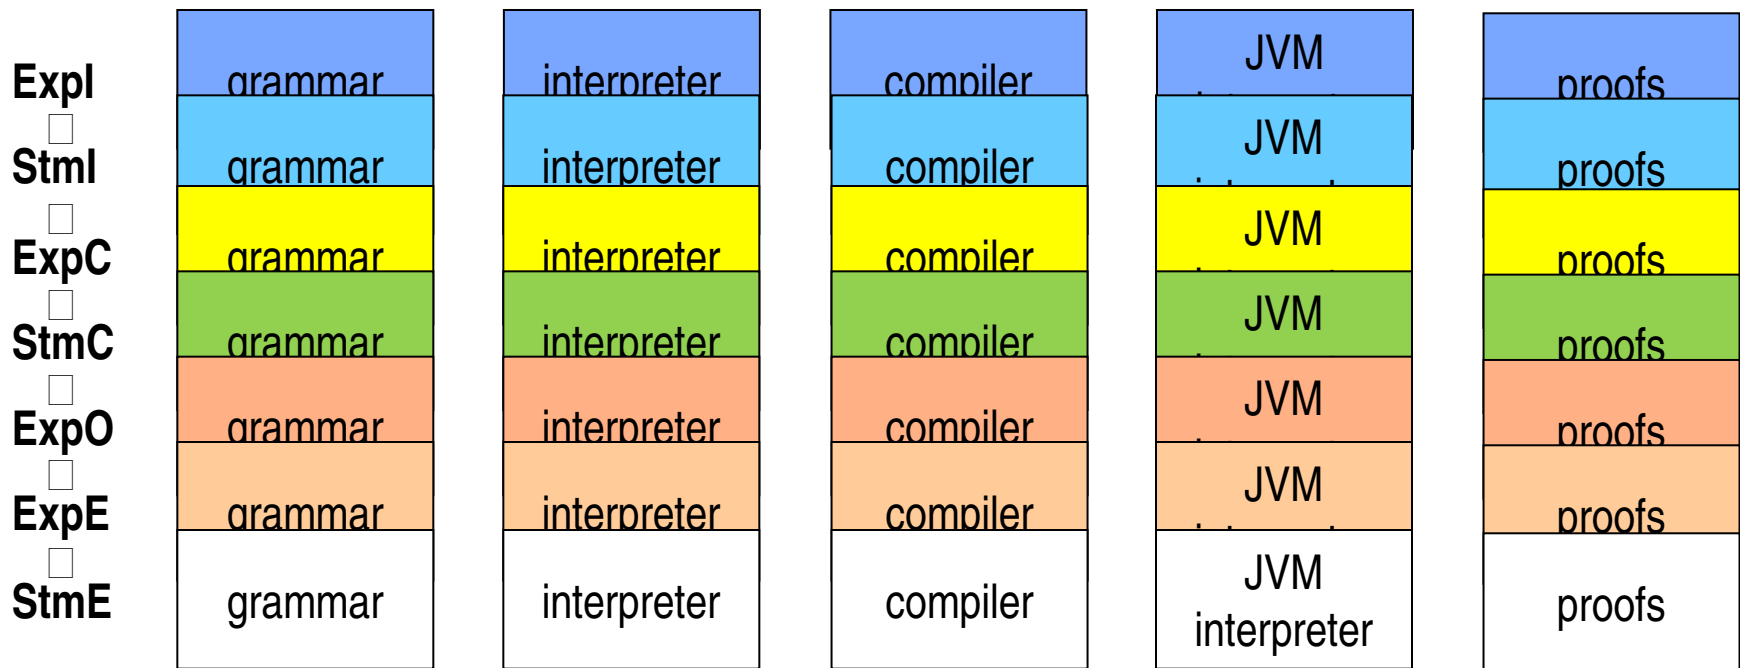 ExpI grammar interpreter compiler JVM proofs
□
StmI grammar interpreter compiler JVM proofs
□
ExpC grammar interpreter compiler JVM proofs
□
StmC grammar interpreter compiler JVM proofs
□
ExpO grammar interpreter compiler JVM proofs
□
ExpE grammar interpreter compiler JVM proofs
□
StmE grammar interpreter compiler JVM interpreter proofs